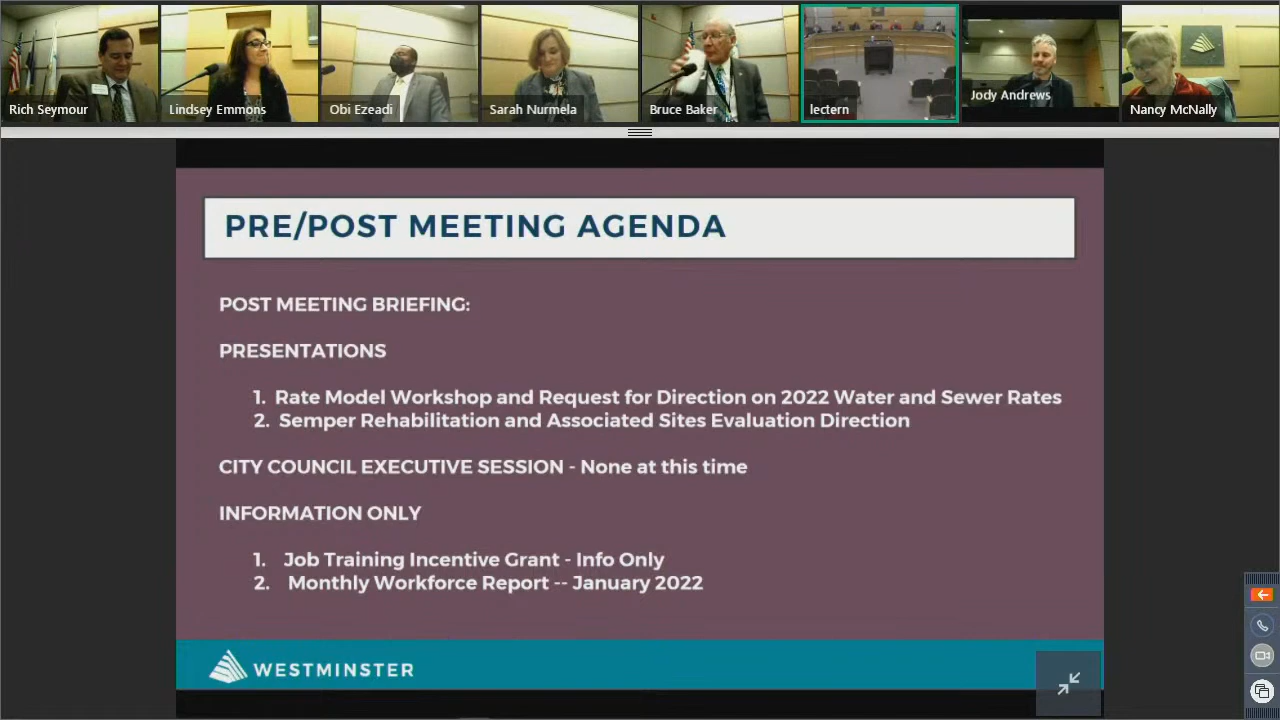 Rich Seymour
Lindsey Emmons
Obi Ezeadi
Sarah Nurmela
Bruce Baker
lectern
Jody Andrews
Nancy McNally
PRE/POST MEETING AGENDA
POST MEETING BRIEFING:
PRESENTATIONS
1. Rate Model Workshop and Request for Direction on 2022 Water and Sewer Rates
2. Semper Rehabilitation and Associated Sites Evaluation Direction
CITY COUNCIL EXECUTIVE SESSION - None at this time
INFORMATION ONLY
1. Job Training Incentive Grant - Info Only
2. Monthly Workforce Report -- January 2022
WESTMINSTER